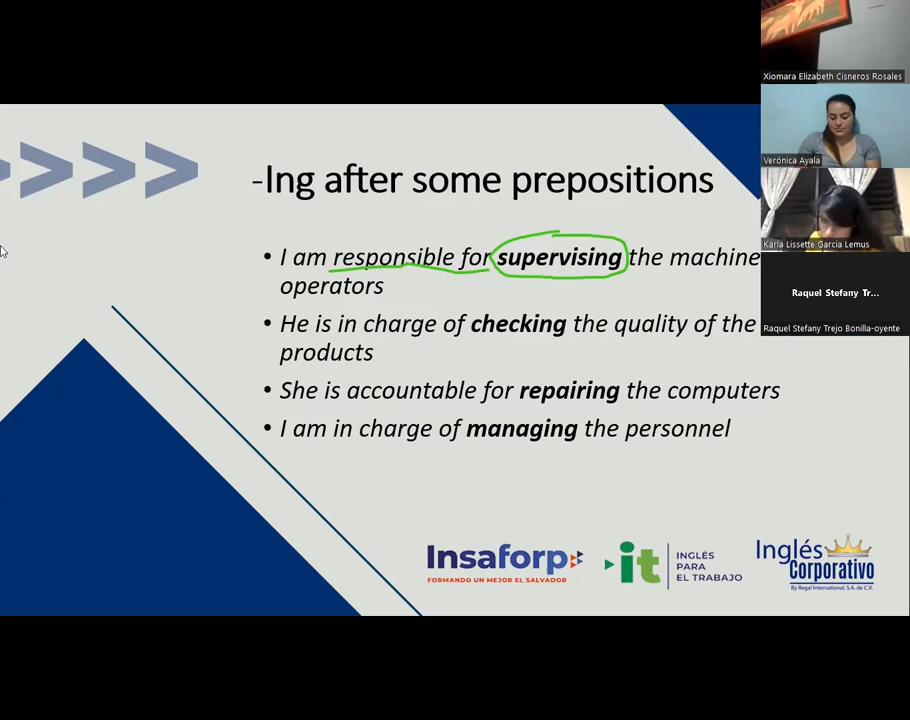 -Ing after some prepositions
• I am responsible for supervising the machine
operators
• He is in charge of checking the quality of the
products
• She is accountable for repairing the computers
• I am in charge of managing the personnel
Insaforp
FORMANDO UN MEJOR EL SALVADOR
it
INGLÉS
PARA
EL TRABAJO
Inglés
Corporativo
By Regal International, S.A. de C.V.
Xiomara Elizabeth Cisneros Rosales
Verónica Ayala
Karla Lissette Garcia Lemus
Raquel Stefany Tr...
Raquel Stefany Trejo Bonilla-oyente